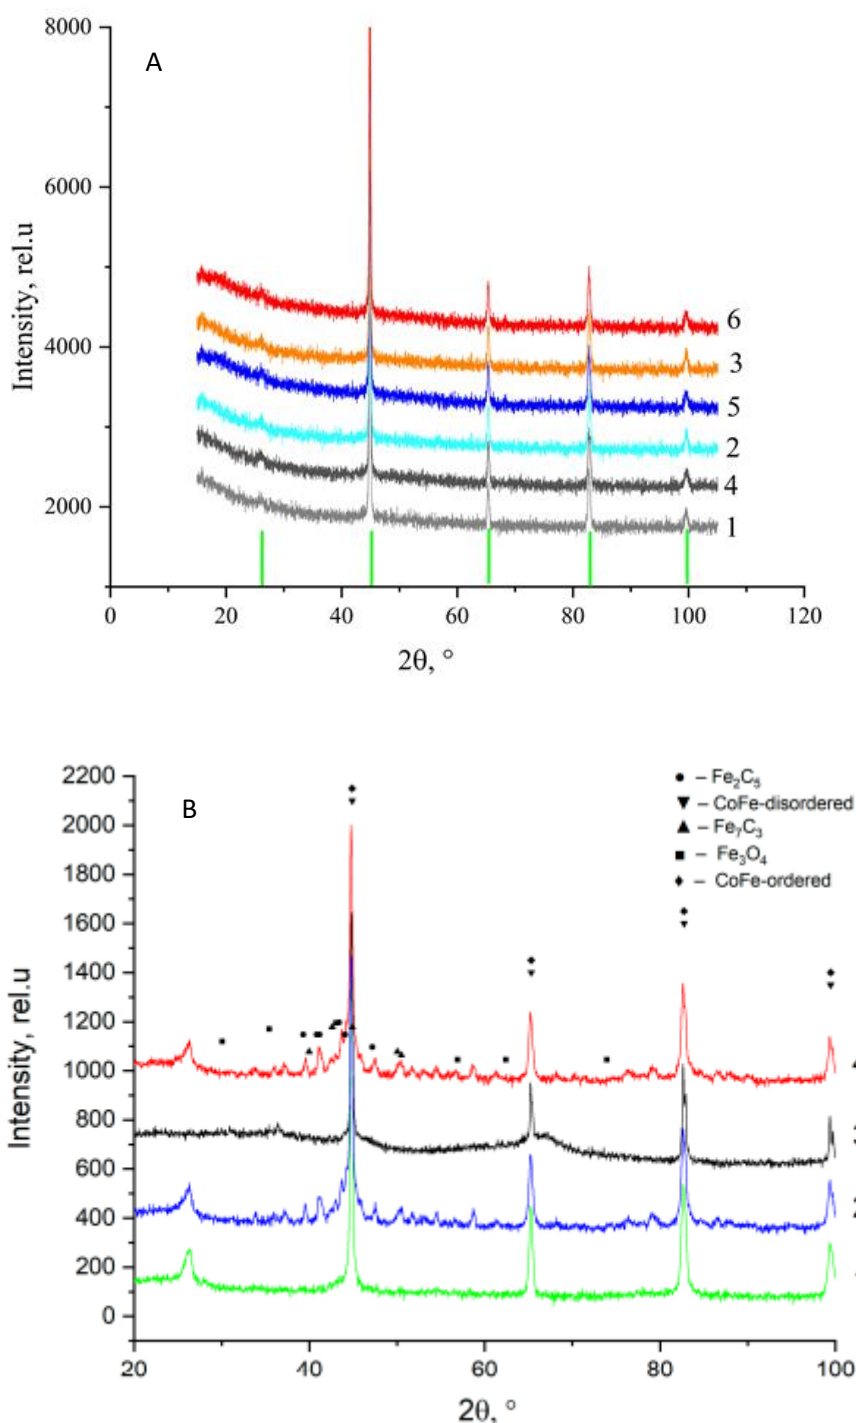 8000
A
6000
Intensity, rel.u
4000
2000
6
3
5
2
4
1
0 20 40 60 80 100 120
2θ, °
2200
2000
1800
1600
1400
1200
1000
800
600
400
200
0
B
Intensity, rel.u
– Fe₂C₅
– CoFe-disordered
– Fe₇C₃
– Fe₃O₄
– CoFe-ordered
3
2
20 40 60 80 100
2θ, °